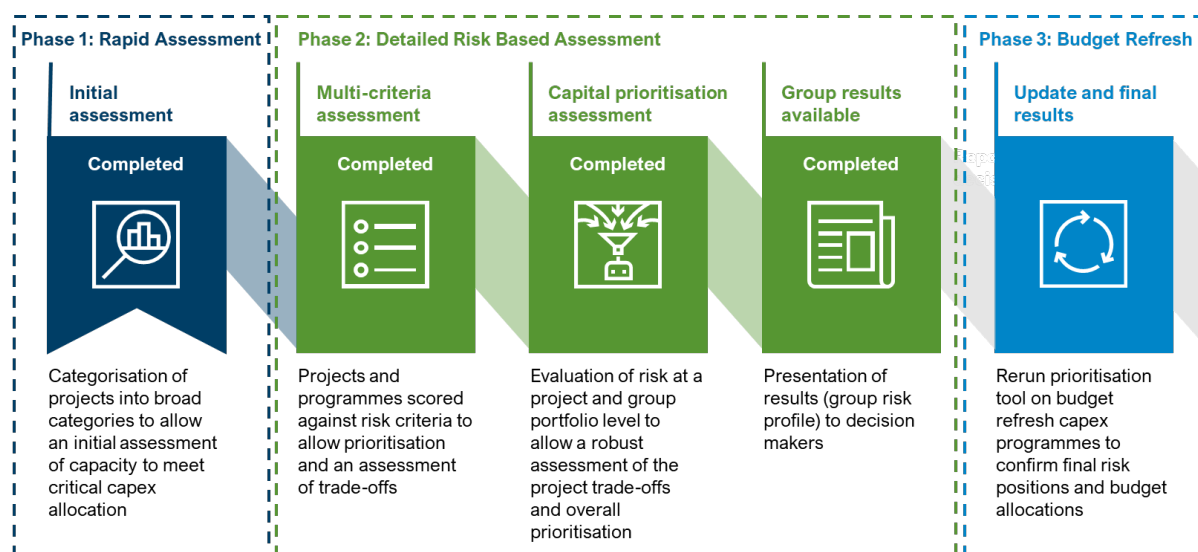 Phase 1: Rapid Assessment
Initial
assessment
Completed
Categorisation of
projects into broad
categories to allow
an initial assessment
of capacity to meet
critical capex
allocation
Phase 2: Detailed Risk Based Assessment
Multi-criteria
assessment
Completed
Projects and
programmes scored
against risk criteria to
allow prioritisation
and an assessment
of trade-offs
Capital prioritisation
assessment
Completed
Evaluation of risk at a
project and group
portfolio level to
allow a robust
assessment of the
project trade-offs
and overall
prioritisation
Group results
available
Completed
Presentation of
results (group risk
profile) to decision
makers
Phase 3: Budget Refresh
Update and final
results
Rerun prioritisation
tool on budget
refresh capex
programmes to
confirm final risk
positions and budget
allocations